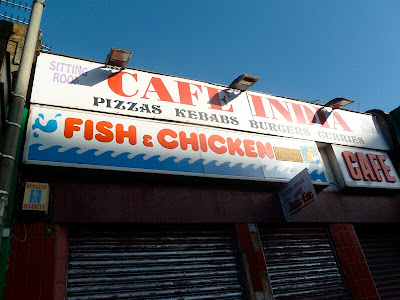 SITTING
ROOM
CAFE INDIA
PIZZAS KEBABS BURGERS CURRIES
FISH & CHICKEN
CAFE